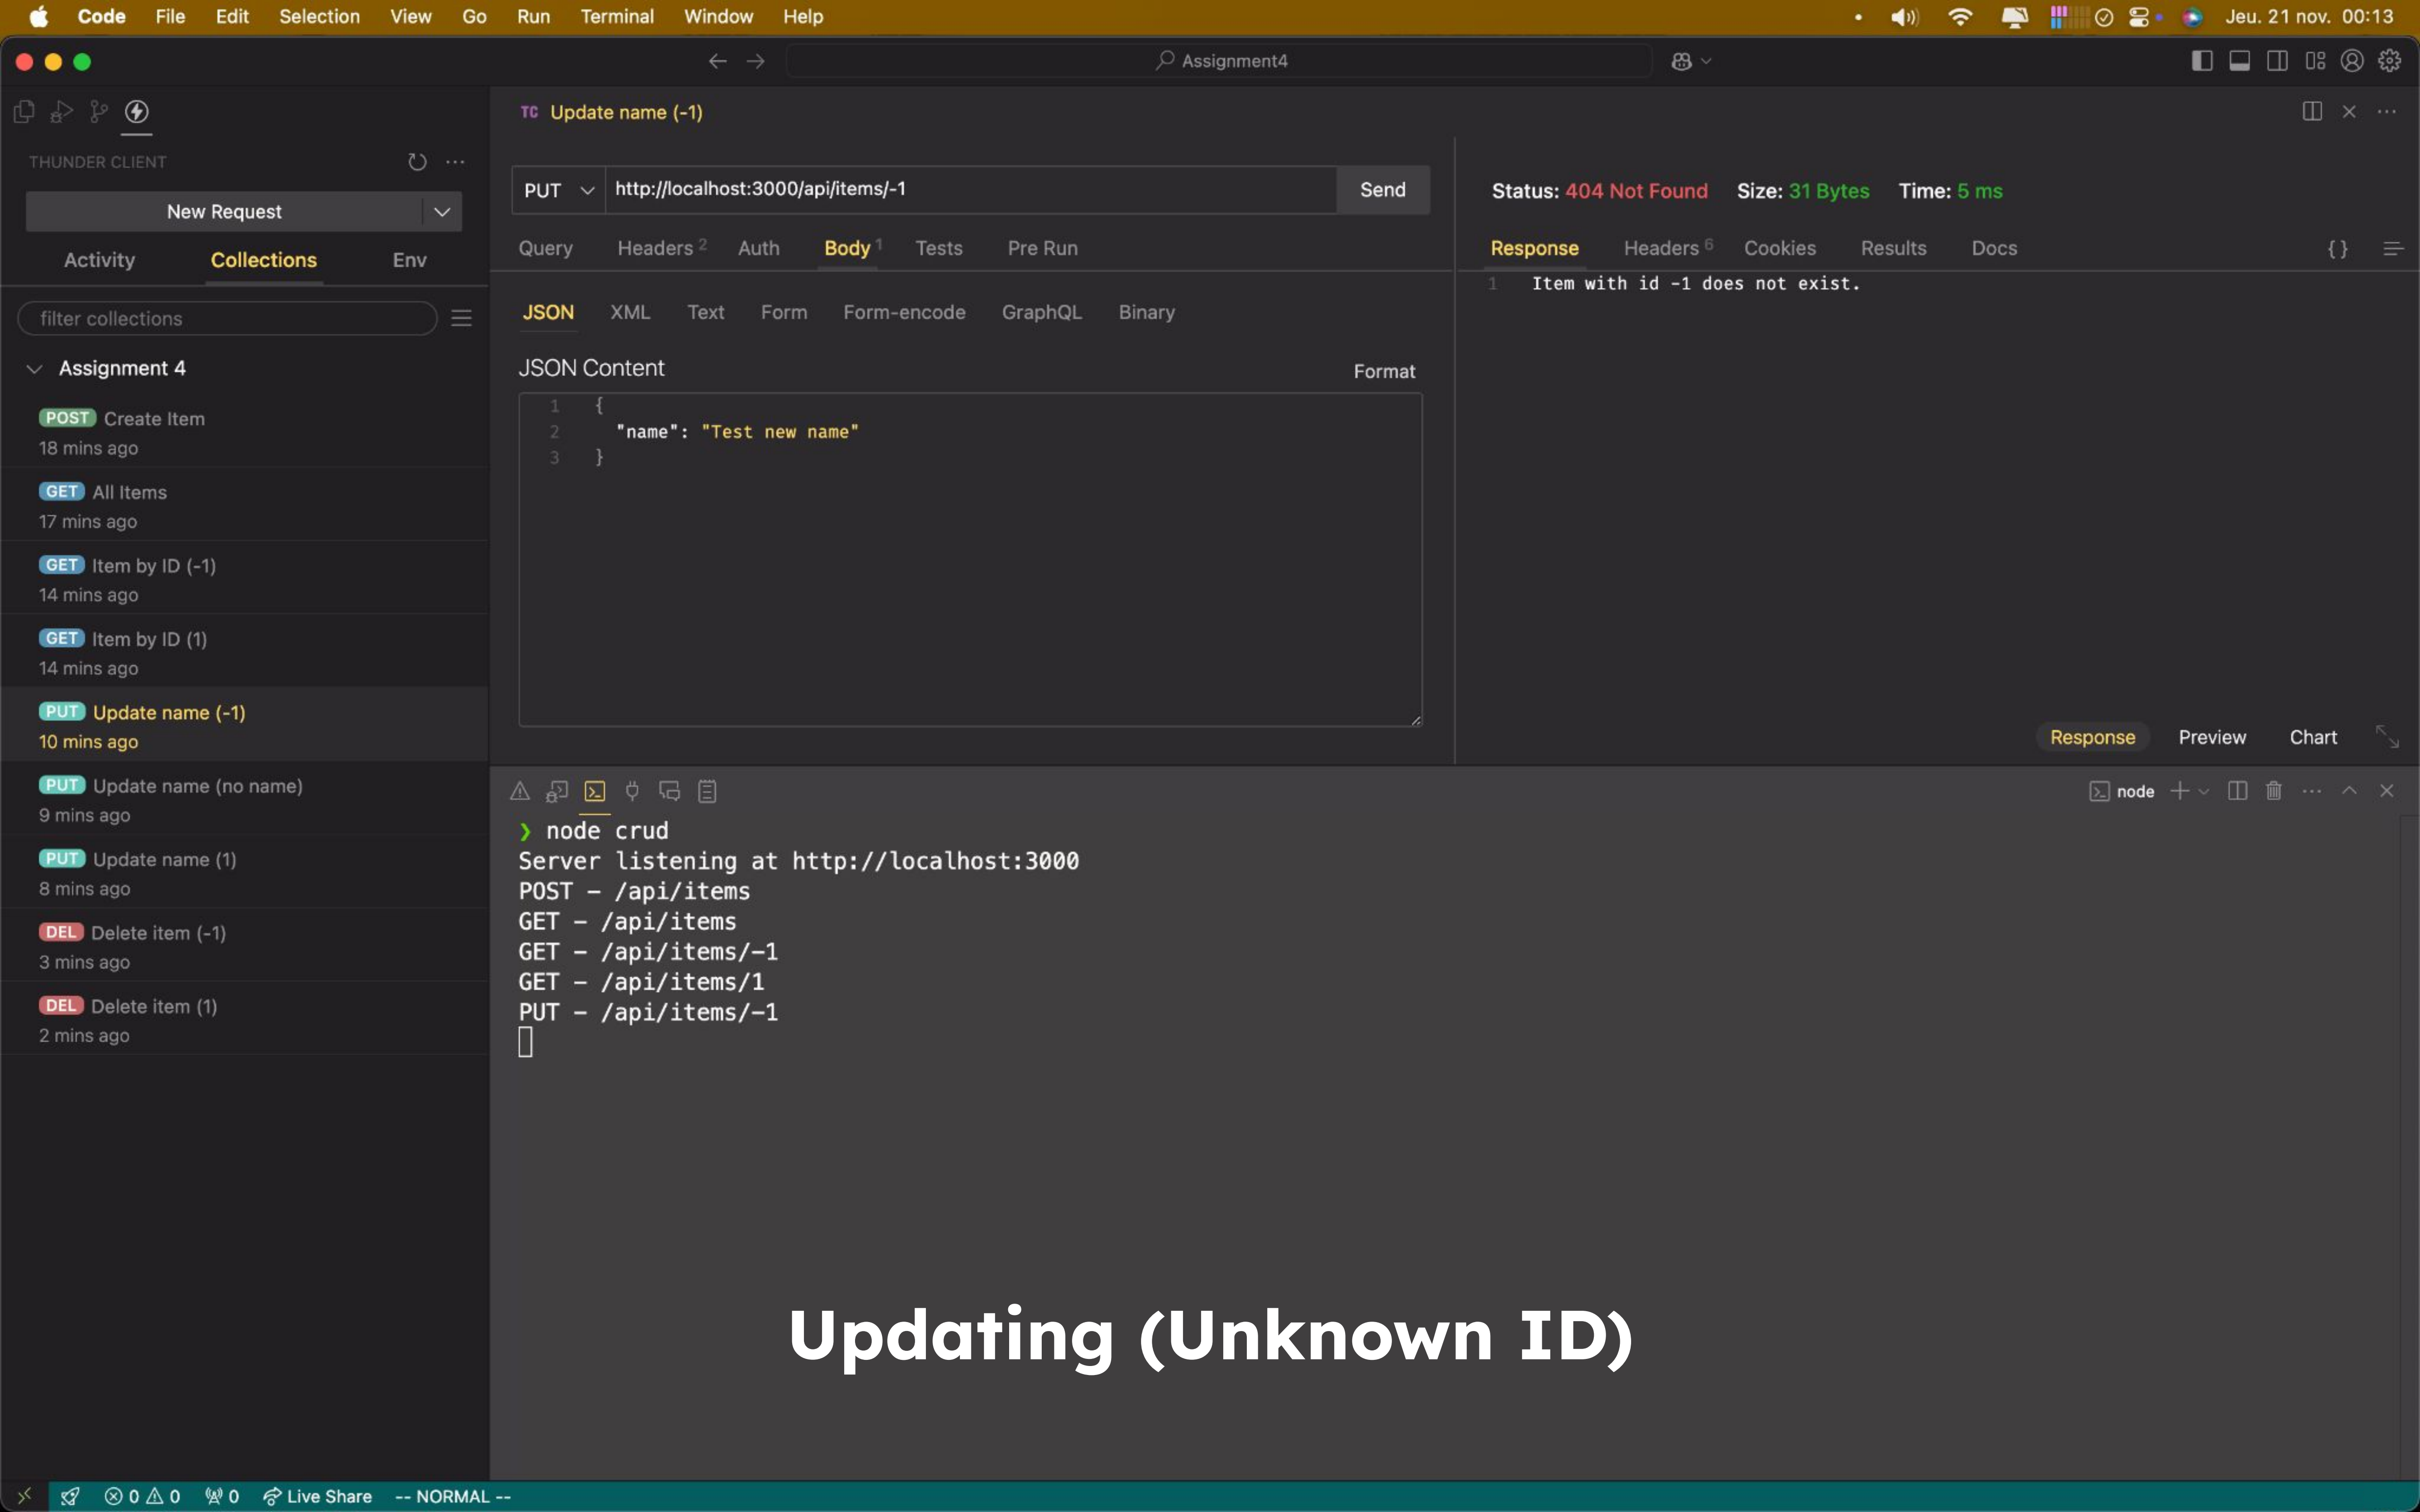 Code File Edit Selection View Go Run Terminal Window Help Jeu. 21 nov. 00:13
Assignment4
THUNDER CLIENT
New Request
Activity Collections Env
filter collections
Assignment 4
POST Create Item
18 mins ago
GET All Items
17 mins ago
GET Item by ID (-1)
14 mins ago
GET Item by ID (1)
14 mins ago
PUT Update name (-1)
10 mins ago
PUT Update name (no name)
9 mins ago
PUT Update name (1)
8 mins ago
DEL Delete item (-1)
3 mins ago
DEL Delete item (1)
2 mins ago
TC Update name (-1)
PUT http://localhost:3000/api/items/-1 Send
Query Headers 2 Auth Body 1 Tests Pre Run
JSON XML Text Form Form-encode GraphQL Binary
JSON Content Format
1 {
2 "name": "Test new name"
3 }
Status: 404 Not Found Size: 31 Bytes Time: 5 ms
Response Headers 6 Cookies Results Docs {}
1 Item with id -1 does not exist.
Response Preview Chart
node
❯ node crud
Server listening at http://localhost:3000
POST - /api/items
GET - /api/items
GET - /api/items/-1
GET - /api/items/1
PUT - /api/items/-1
Updating (Unknown ID)
0 0 0 Live Share -- NORMAL --